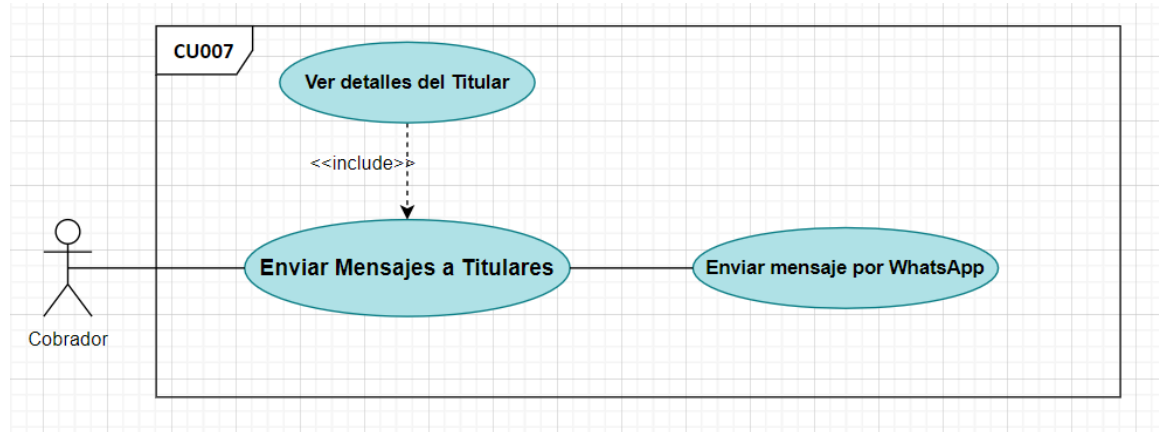 CU007
Ver detalles del Titular
<<include>>
Enviar Mensajes a Titulares
Enviar mensaje por WhatsApp
Cobrador